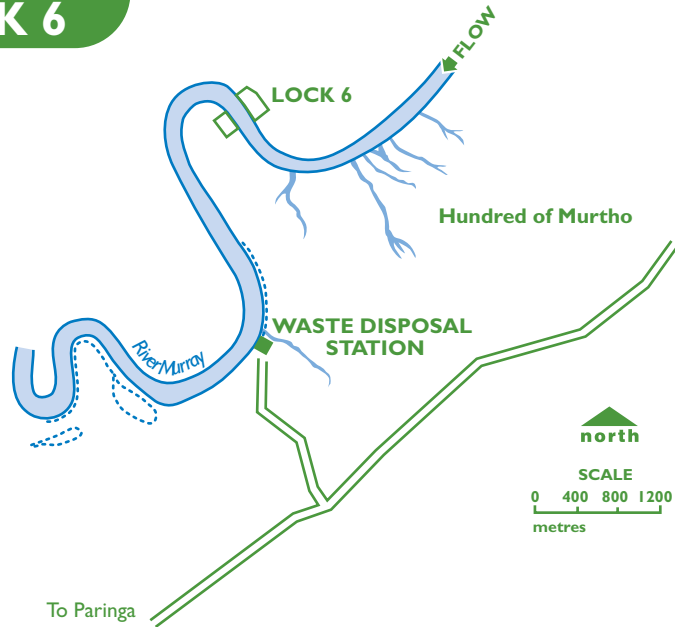 K 6
FLOW
LOCK 6
Hundred of Murtho
WASTE DISPOSAL
STATION
River Murray
north
SCALE
0 400 800 1200
metres
To Paringa